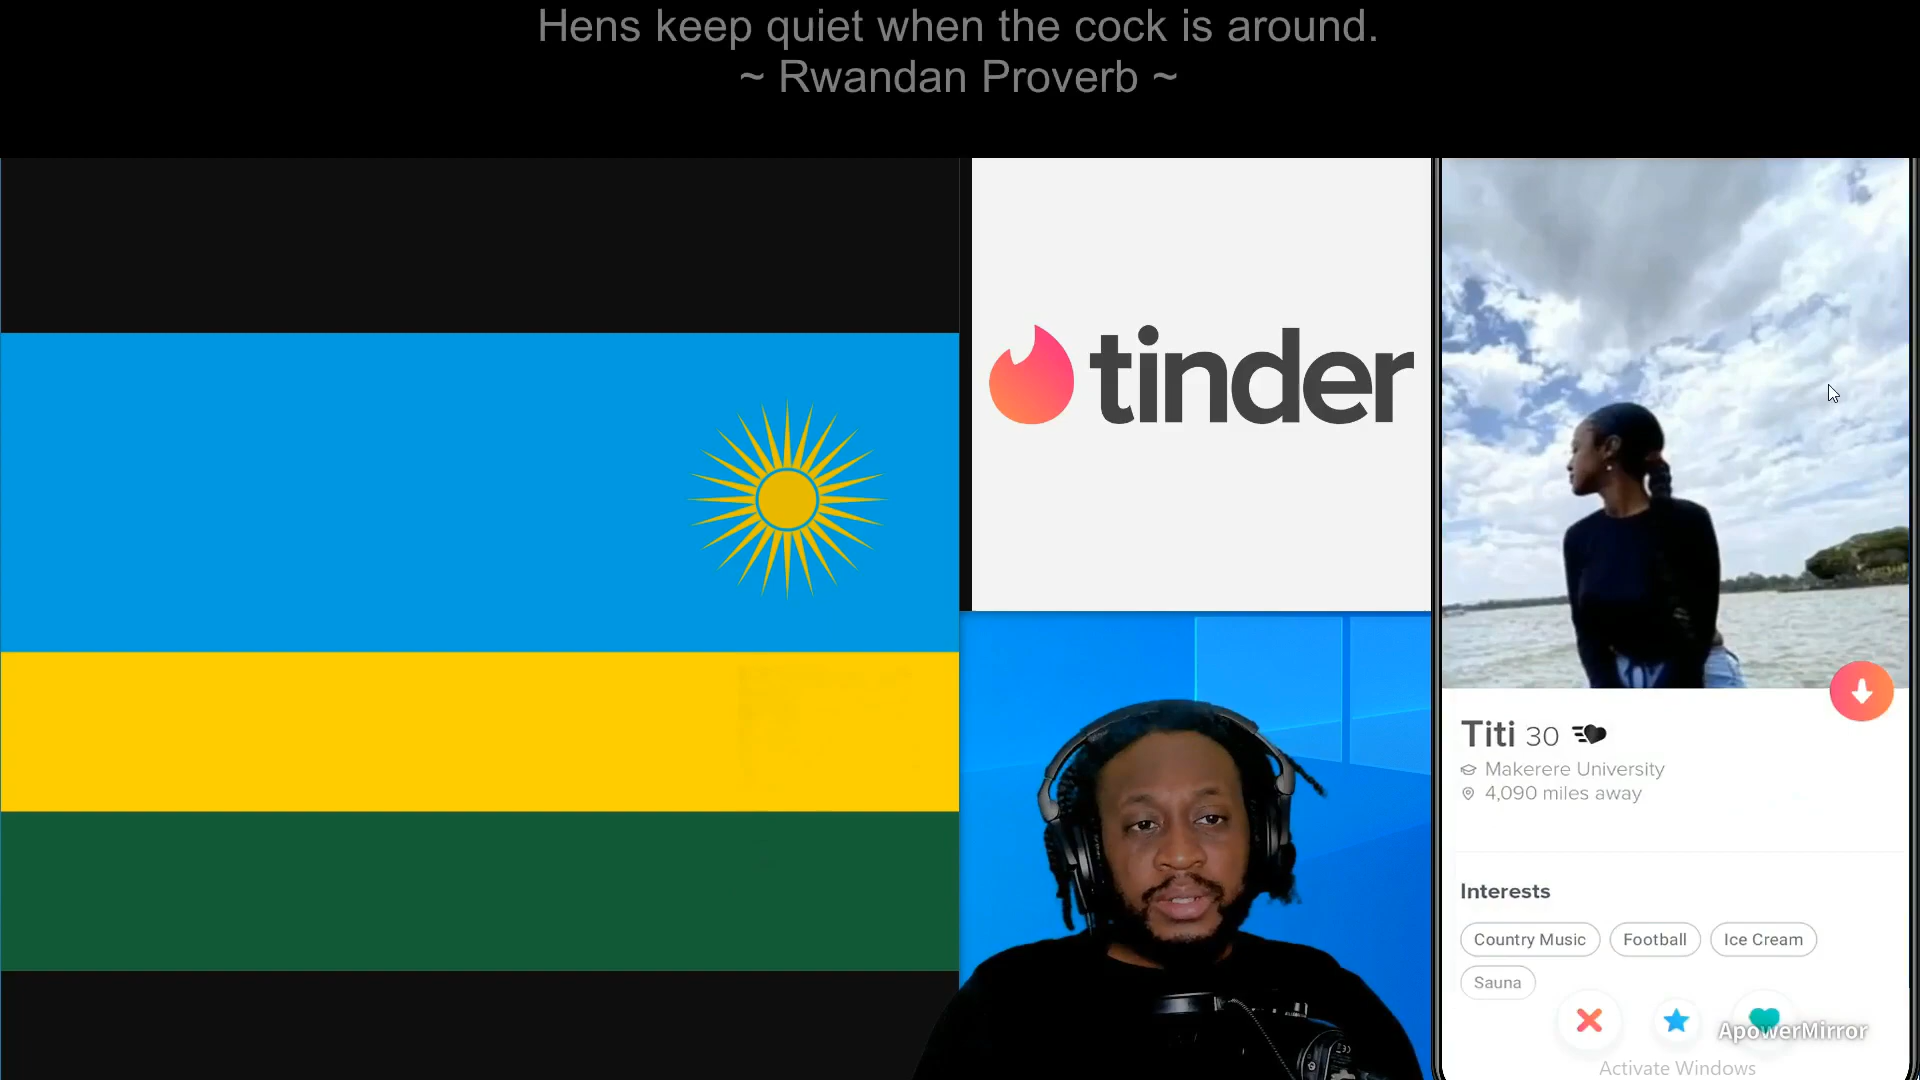 Hens keep quiet when the cock is around.
~ Rwandan Proverb ~
tinder
Titi 30
Makerere University
4,090 miles away
Interests
Country Music
Football
Ice Cream
Sauna
ApowerMirror
Activate Windows